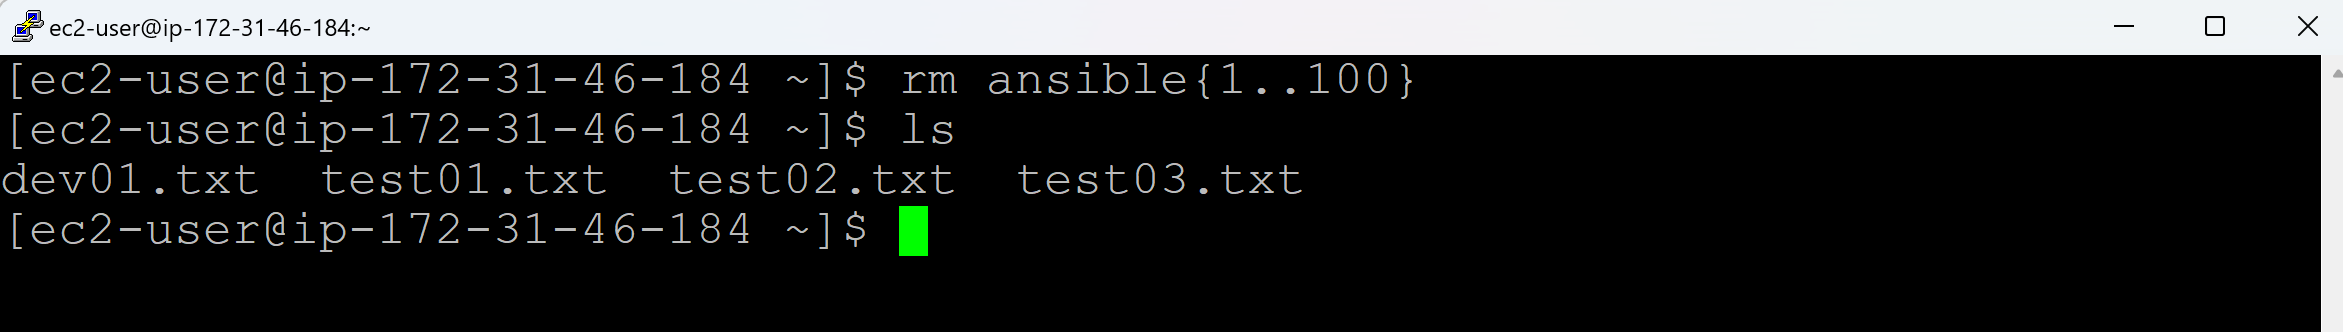 ec2-user@ip-172-31-46-184:~
[ec2-user@ip-172-31-46-184 ~]$ rm ansible{1..100}
[ec2-user@ip-172-31-46-184 ~]$ ls
dev01.txt  test01.txt  test02.txt  test03.txt
[ec2-user@ip-172-31-46-184 ~]$